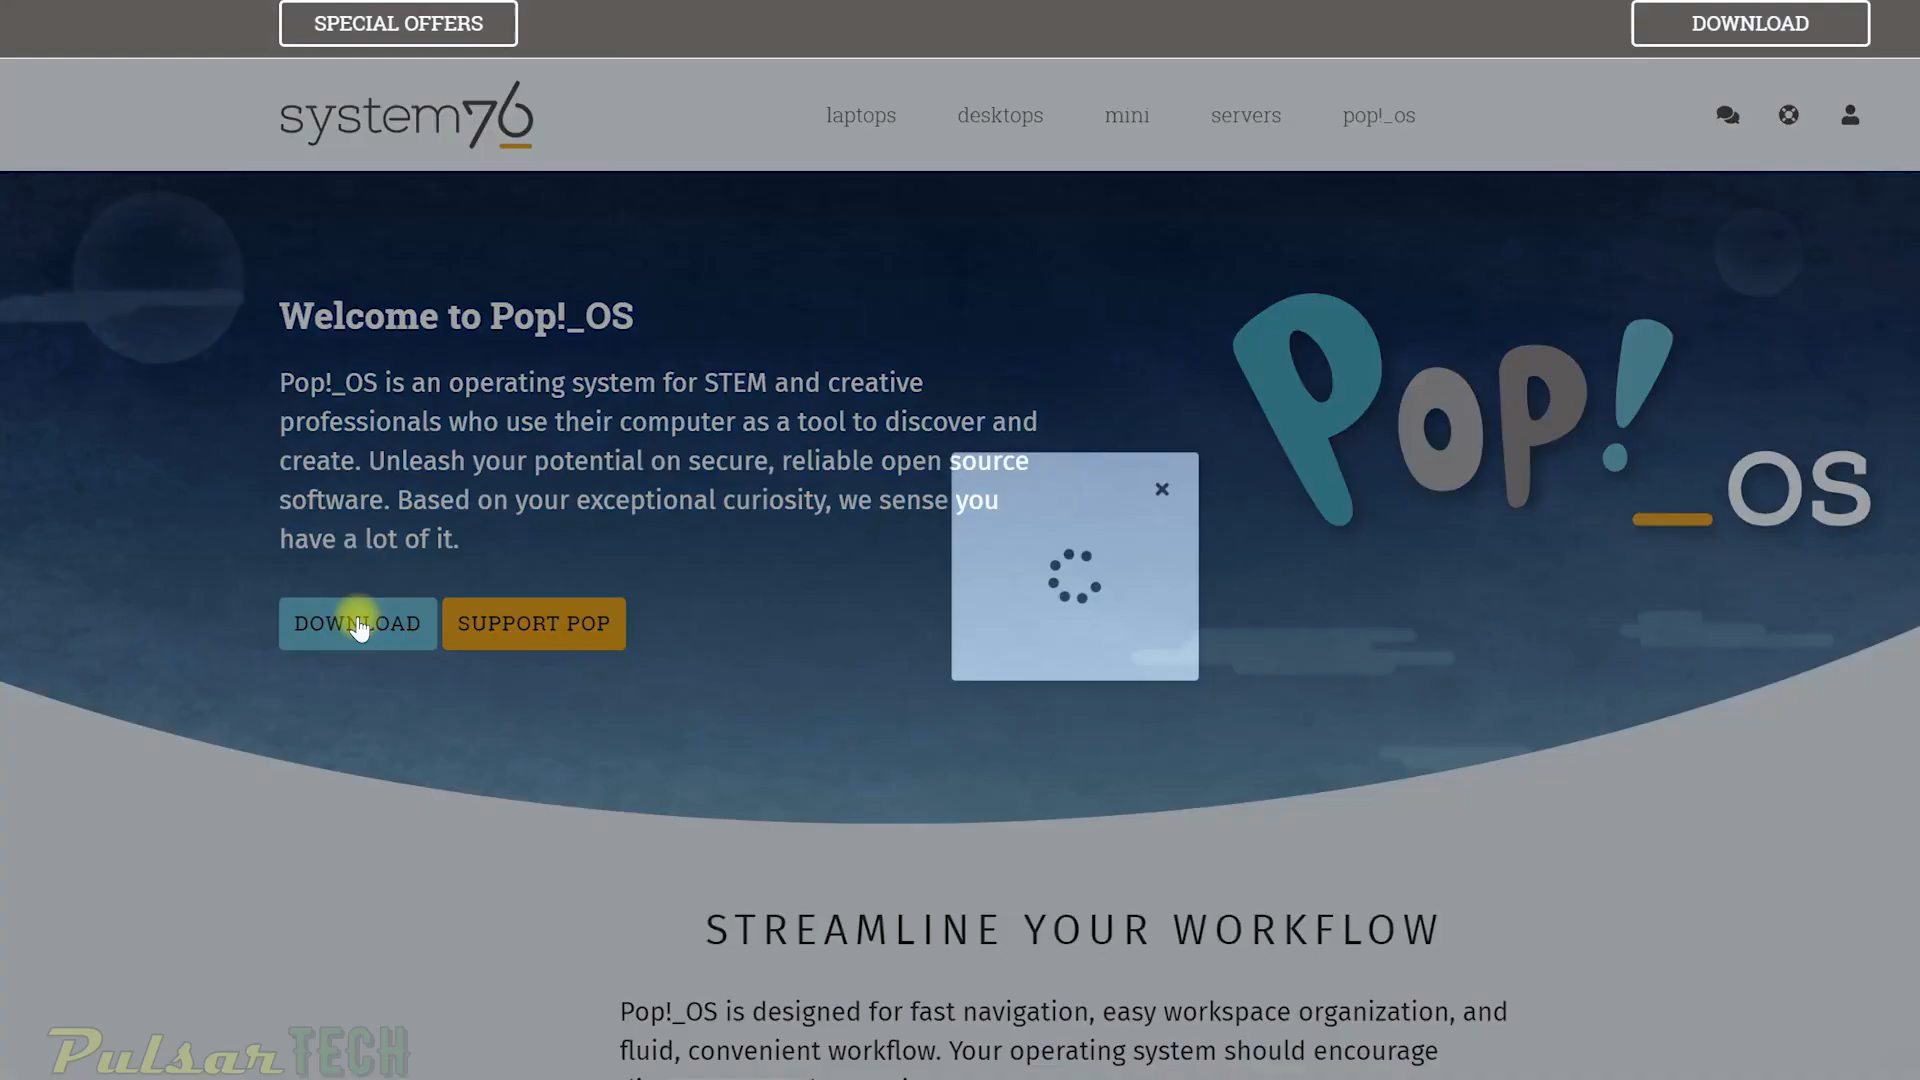 SPECIAL OFFERS
DOWNLOAD
system76
laptops
desktops
mini
servers
pop!_os
Welcome to Pop!_OS
Pop!_OS is an operating system for STEM and creative
professionals who use their computer as a tool to discover and
create. Unleash your potential on secure, reliable open source
software. Based on your exceptional curiosity, we sense you
have a lot of it.
Pop!_OS
DOWNLOAD
SUPPORT POP
STREAMLINE YOUR WORKFLOW
Pop!_OS is designed for fast navigation, easy workspace organization, and
fluid, convenient workflow. Your operating system should encourage
Pulsar TECH